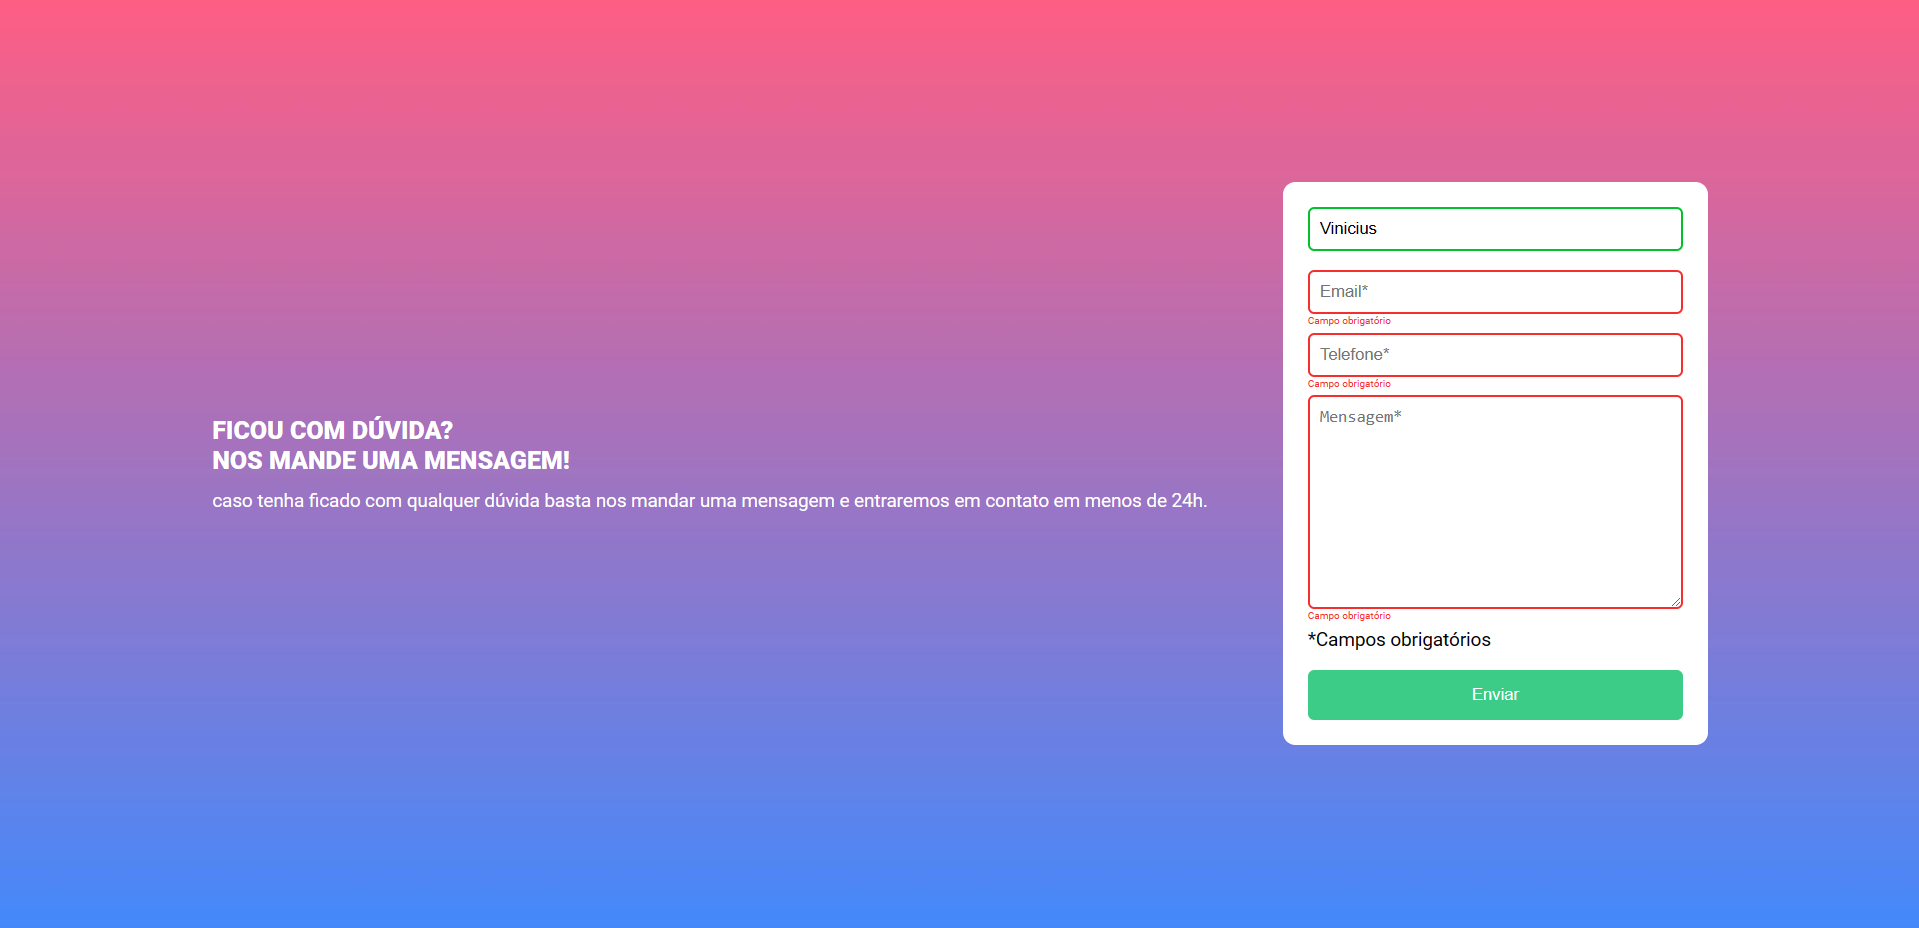 FICOU COM DÚVIDA?
NOS MANDE UMA MENSAGEM!
caso tenha ficado com qualquer dúvida basta nos mandar uma mensagem e entraremos em contato em menos de 24h.
Vinicius
Email*
Campo obrigatório
Telefone*
Campo obrigatório
Mensagem*
Campo obrigatório
*Campos obrigatórios
Enviar